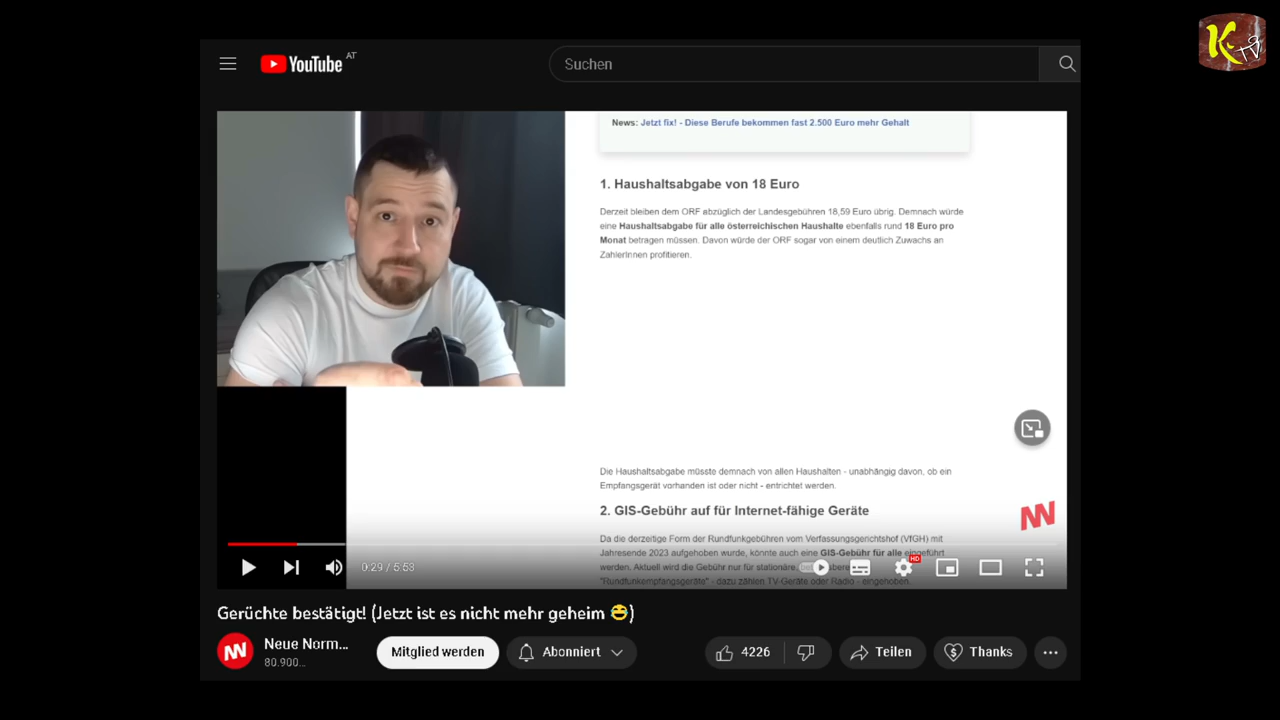 K TV
YouTube AT
Suchen
News: Jetzt fix! - Diese Berufe bekommen fast 2.500 Euro mehr Gehalt
1. Haushaltsabgabe von 18 Euro
Derzeit bleiben dem ORF abzüglich der Landesgebühren 18,59 Euro übrig. Demnach würde
eine Haushaltsabgabe für alle österreichischen Haushalte ebenfalls rund 18 Euro pro
Monat betragen müssen. Davon würde der ORF sogar von einem deutlich Zuwachs an
ZahlerInnen profitieren.
Die Haushaltsabgabe müsste demnach von allen Haushalten - unabhängig davon, ob ein
Empfangsgerät vorhanden ist oder nicht - entrichtet werden.
2. GIS-Gebühr auf für Internet-fähige Geräte
Da die derzeitige Form der Rundfunkgebühren vom Verfassungsgerichtshof (VfGH) mit
Jahresende 2023 aufgehoben wurde, könnte auch eine GIS-Gebühr für alle eingeführt
werden. Aktuell wird die Gebühr nur für stationäre,
"Rundfunkempfangsgeräte" - dazu zählen TV-Geräte oder Radio - eingehoben.
NN
HD
0:29 / 5:53
Gerüchte bestätigt! (Jetzt ist es nicht mehr geheim 😂)
NN
Neue Norm...
80.900...
Mitglied werden
Abonniert
4226
Teilen
Thanks